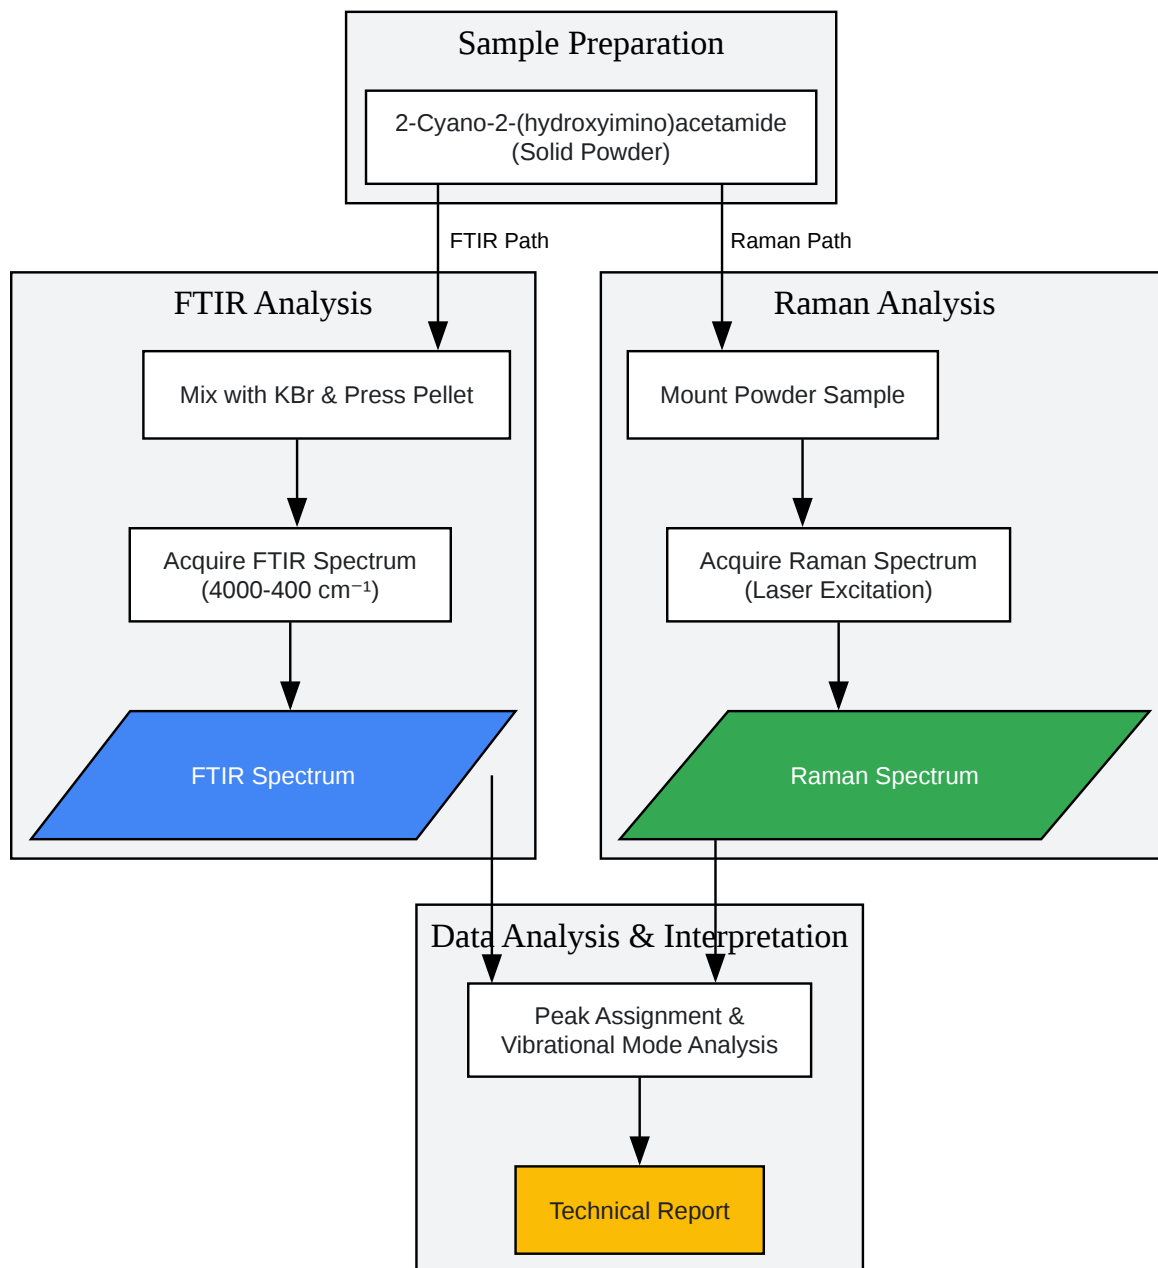 Sample Preparation
2-Cyano-2-(hydroxyimino)acetamide
(Solid Powder)
FTIR Path
Raman Path
FTIR Analysis
Mix with KBr & Press Pellet
Acquire FTIR Spectrum
(4000-400 cm⁻¹)
FTIR Spectrum
Raman Analysis
Mount Powder Sample
Acquire Raman Spectrum
(Laser Excitation)
Raman Spectrum
Data Analysis & Interpretation
Peak Assignment &
Vibrational Mode Analysis
Technical Report